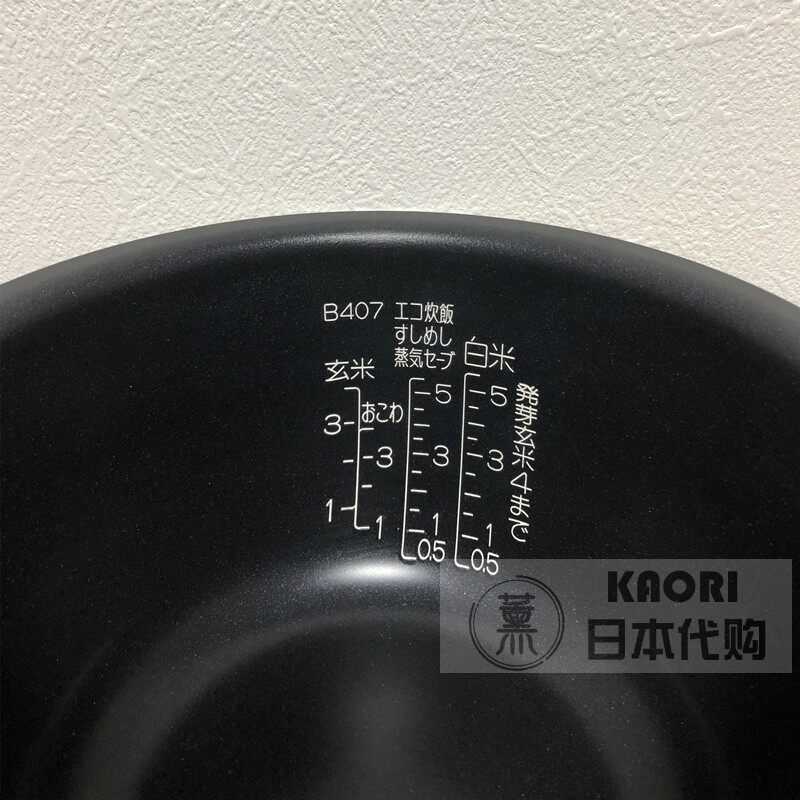 B407 エコ炊飯
すしめし
蒸気セーブ
白米
玄米
おこわ
発芽玄米4まで
3
1
3
1
5
3
1
0.5
5
3
1
0.5
薫
KAORI
日本代购